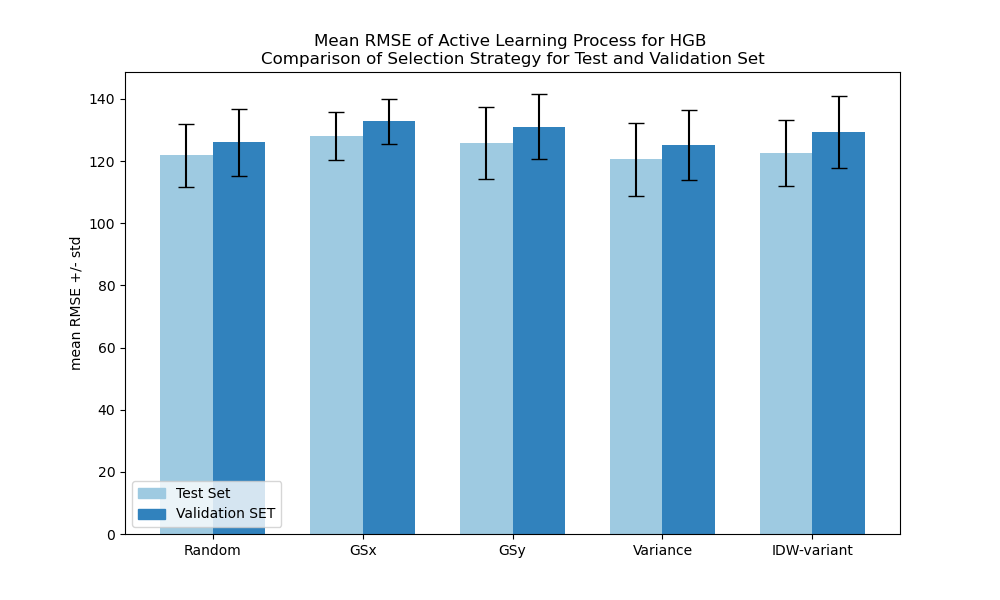 Mean RMSE of Active Learning Process for HGB
Comparison of Selection Strategy for Test and Validation Set
mean RMSE +/- std
140
120
100
80
60
40
20
0
Test Set
Validation SET
Random
GSx
GSy
Variance
IDW-variant